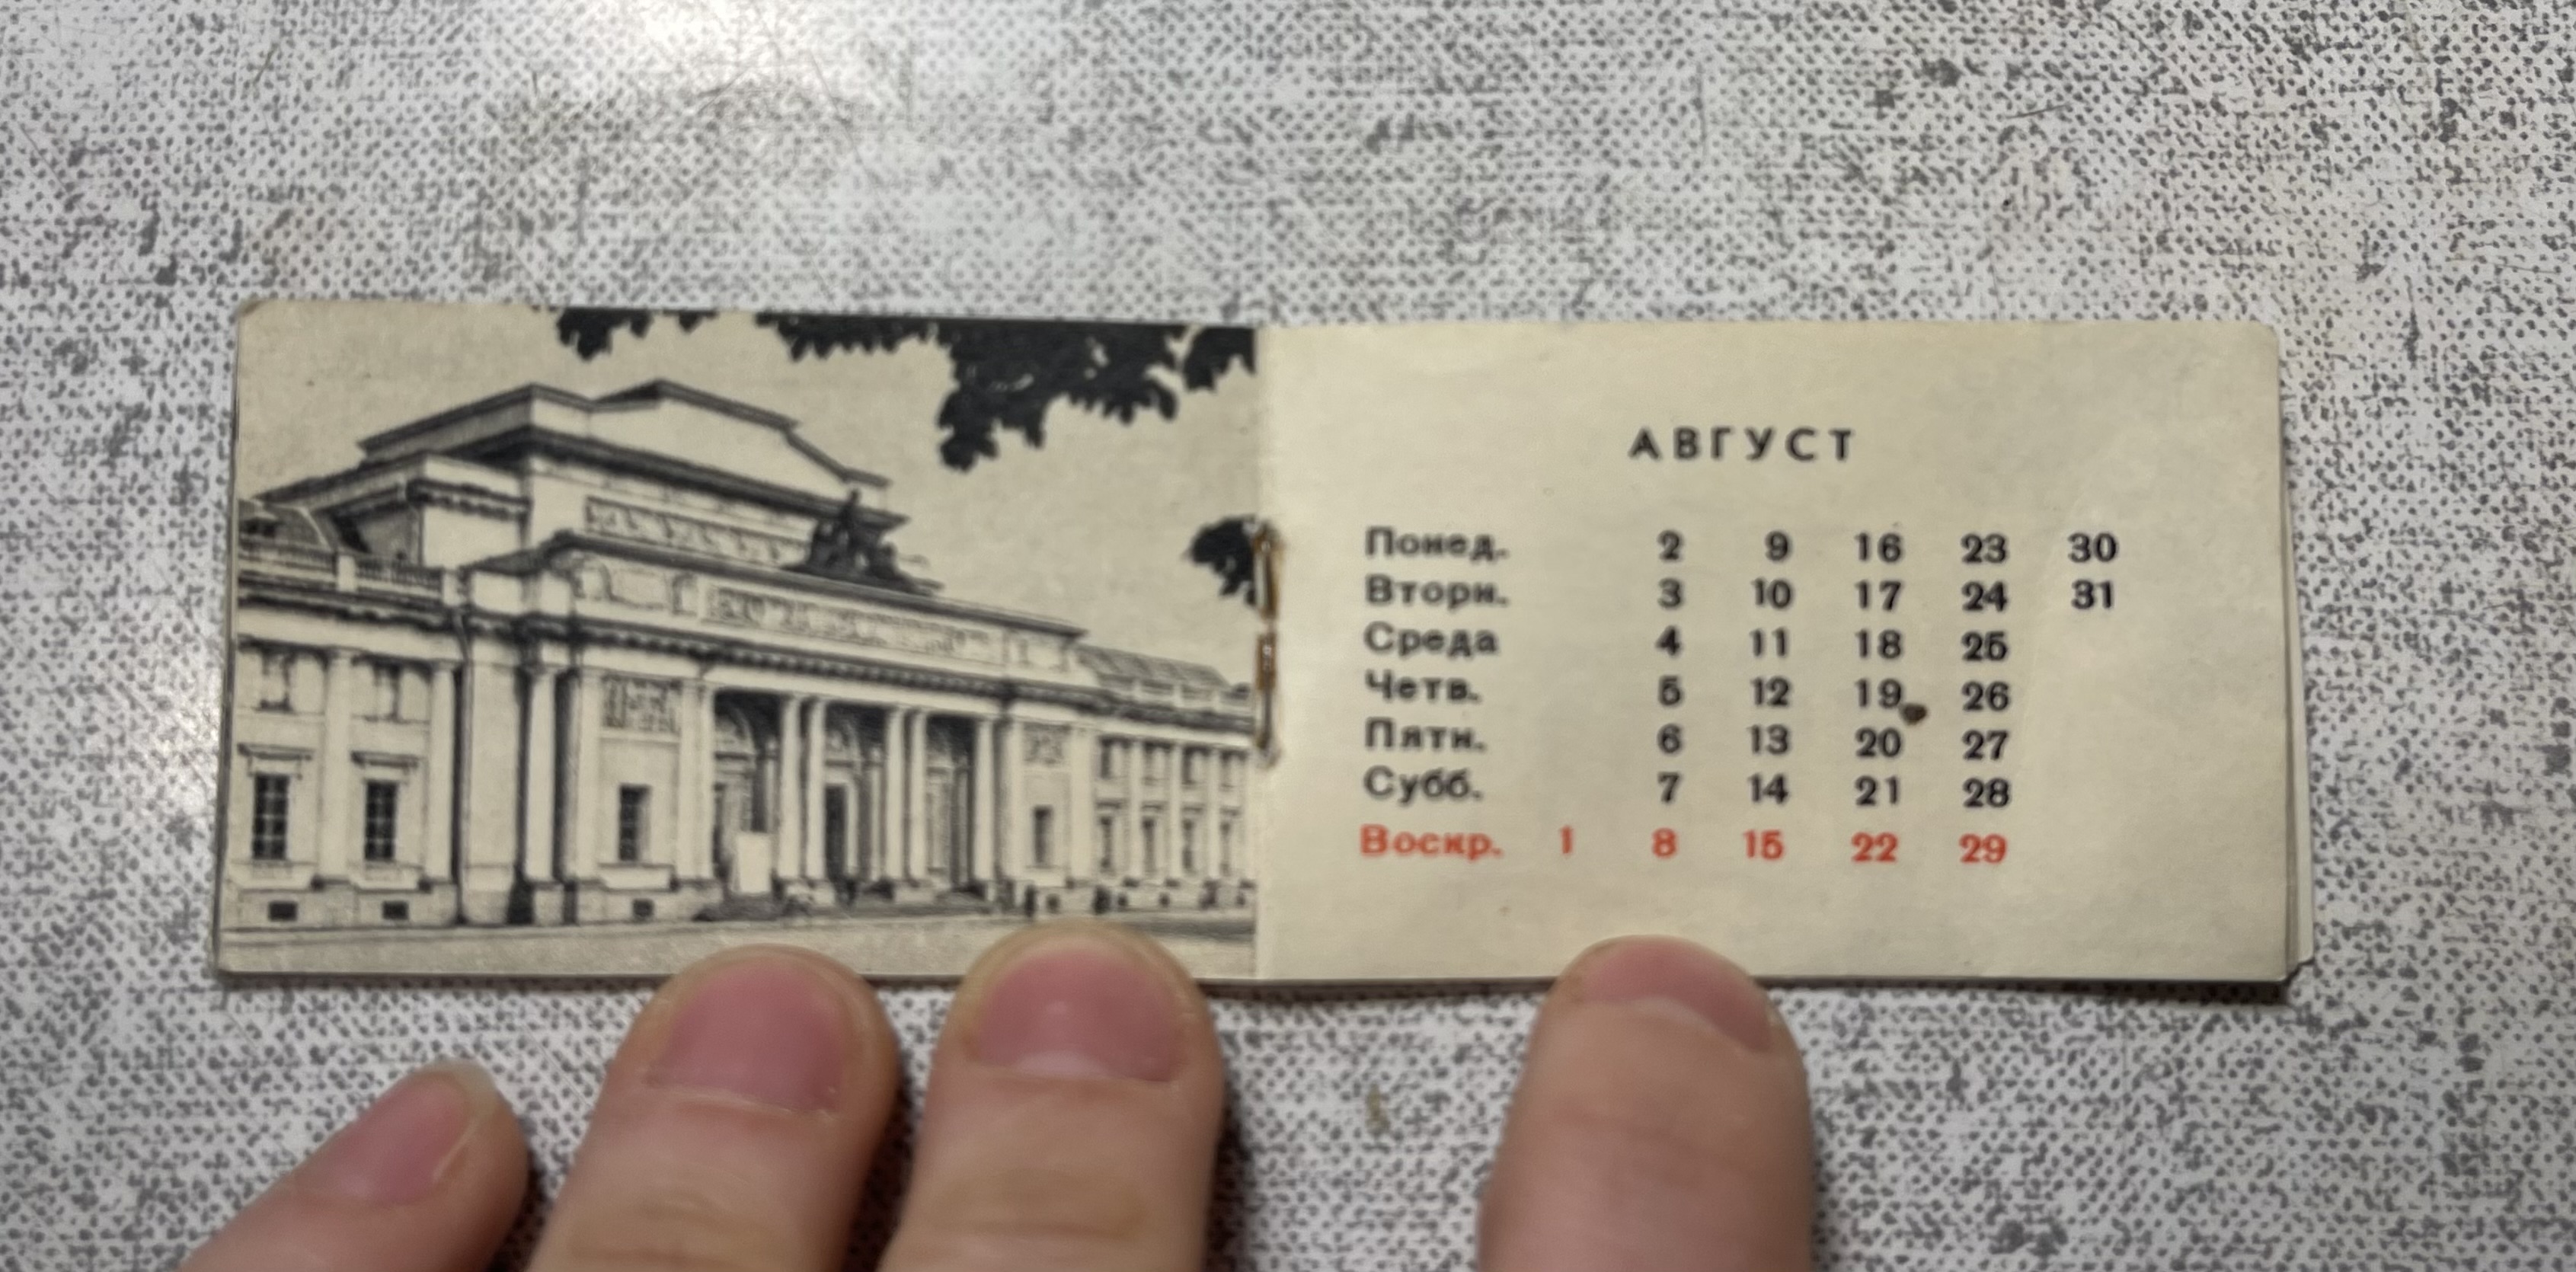 АВГУСТ
Понед. 2 9 16 23 30
Вторн. 3 10 17 24 31
Среда 4 11 18 25
Четв. 5 12 19 26
Пятн. 6 13 20 27
Субб. 7 14 21 28
Воскр. 1 8 15 22 29